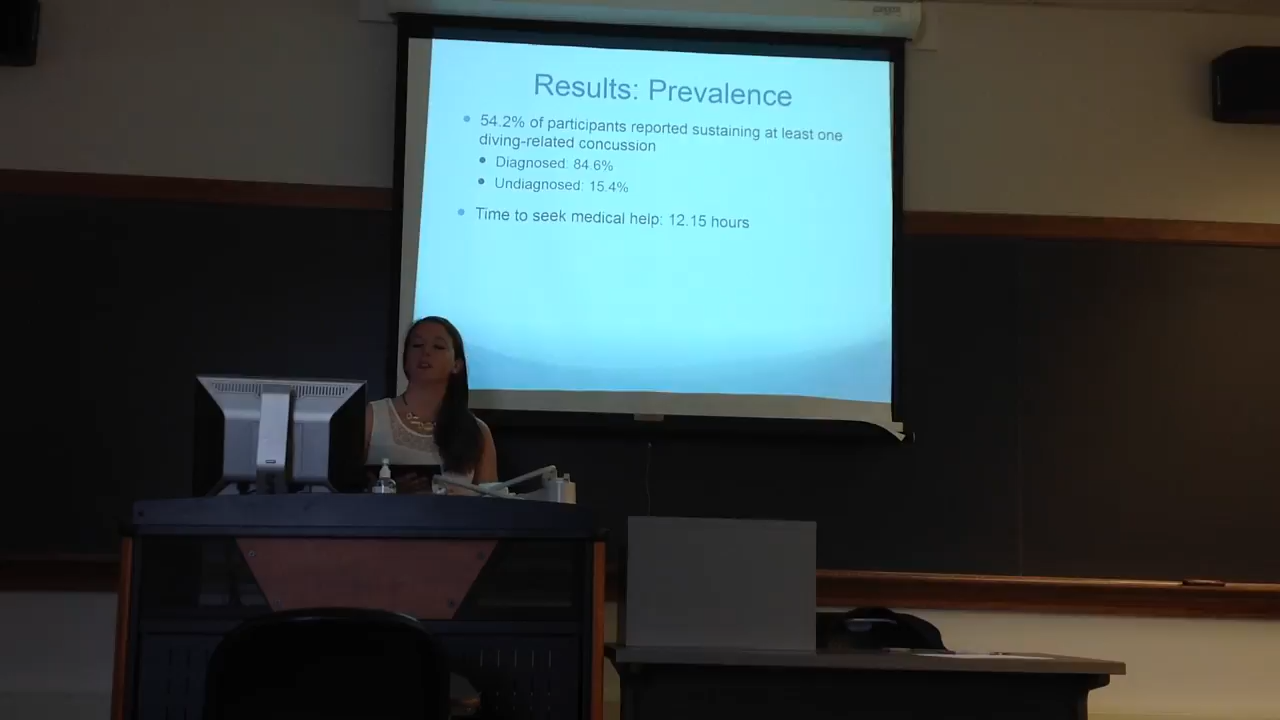 Results: Prevalence
54.2% of participants reported sustaining at least one
diving-related concussion
Diagnosed: 84.6%
Undiagnosed: 15.4%
Time to seek medical help: 12.15 hours